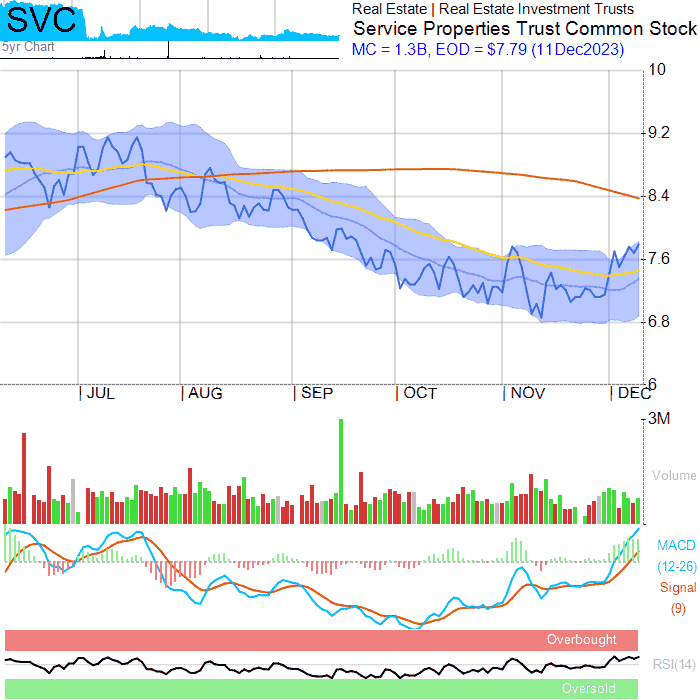 SVC
5yr Chart
Real Estate | Real Estate Investment Trusts
Service Properties Trust Common Stock
MC = 1.3B, EOD = $7.79 (11Dec2023)
10
9.2
8.4
7.6
6.8
6
JUL AUG SEP OCT NOV DEC
3M
Volume
MACD
(12-26)
Signal
(9)
Overbought
RSI(14)
Oversold